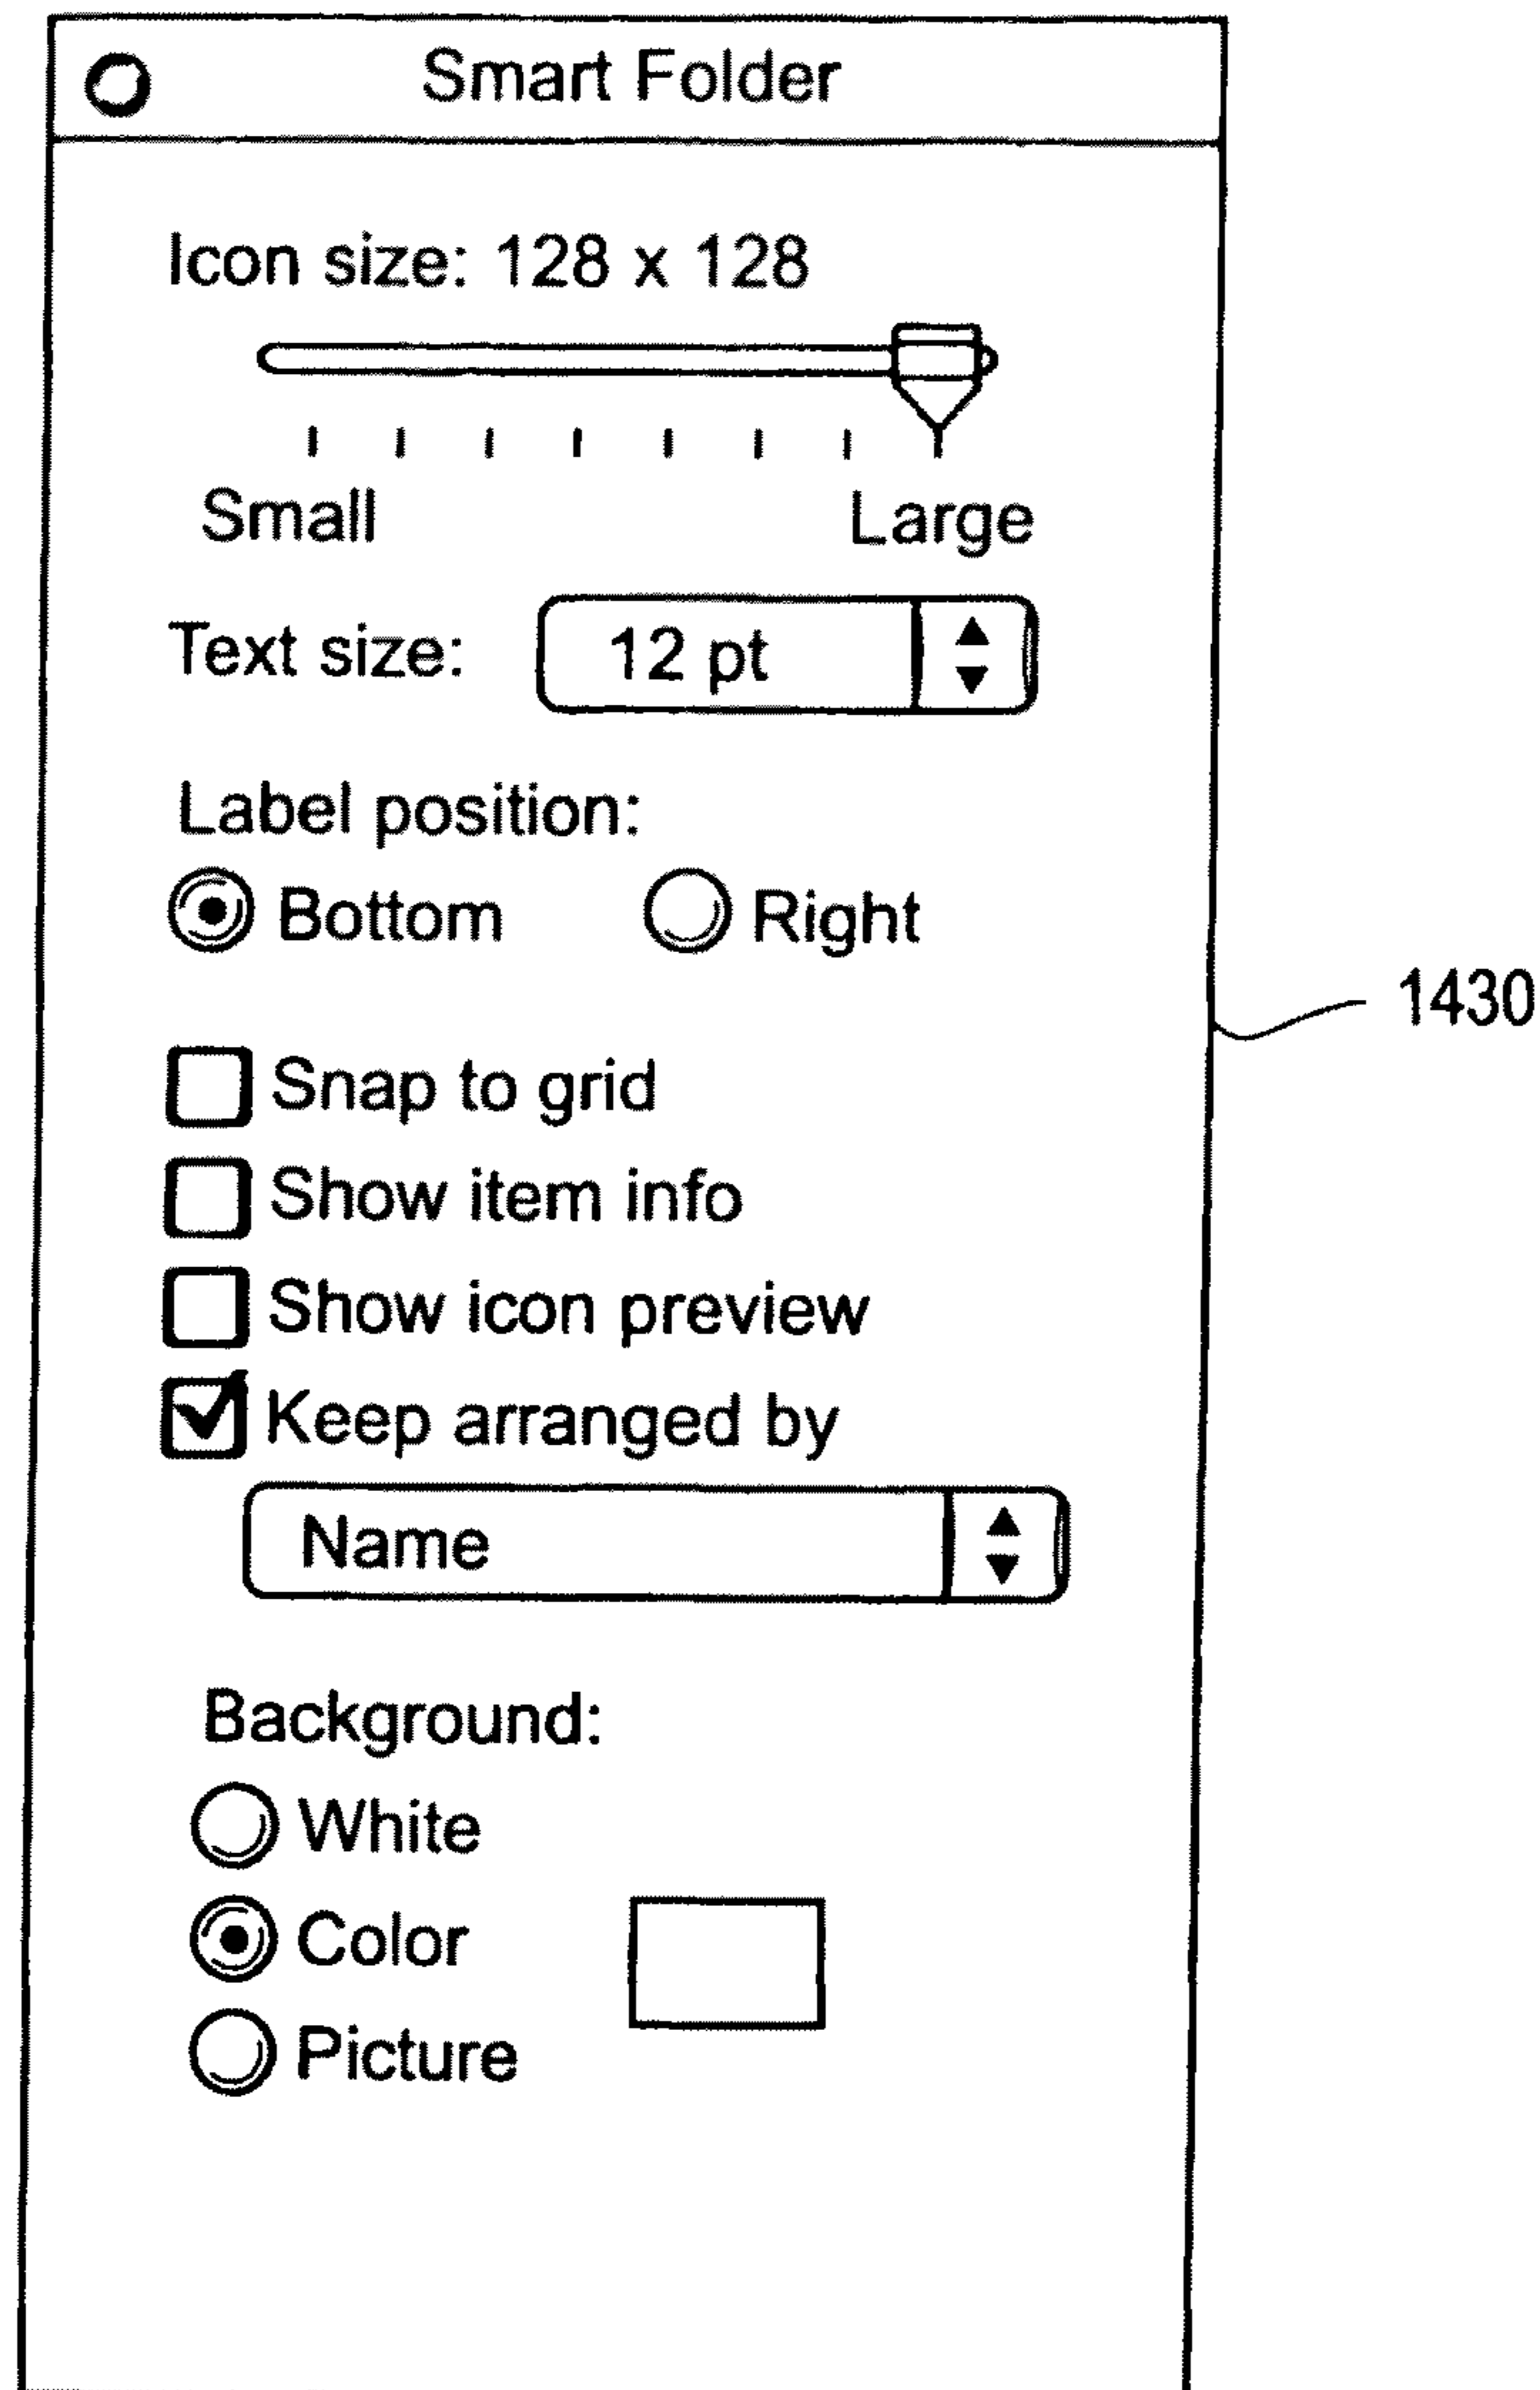 Smart Folder
Icon size: 128 x 128
Small Large
Text size: 12 pt
Label position:
Bottom Right
1430
Snap to grid
Show item info
Show icon preview
Keep arranged by
Name
Background:
White
Color
Picture